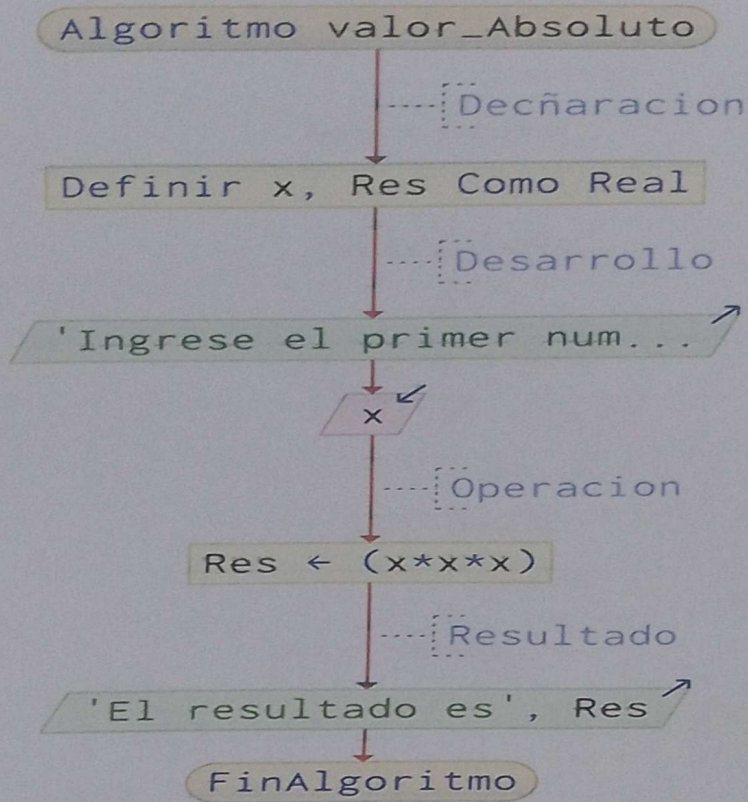 Algoritmo valor_Absoluto
Decñaracion
Definir x, Res Como Real
Desarrollo
'Ingrese el primer num...
x
Operacion
Res ← (x*x*x)
Resultado
'El resultado es', Res
FinAlgoritmo